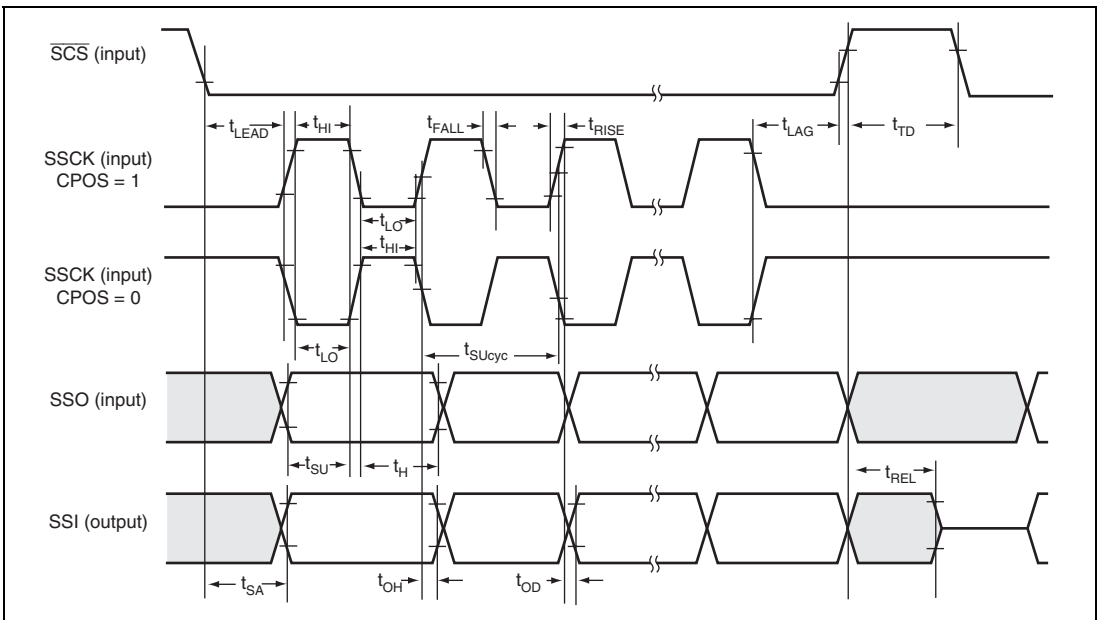 SCS (input)
tLEAD tHI tFALL tRISE tLAG tTD
SSCK (input)
CPOS = 1
tLO
tHI
SSCK (input)
CPOS = 0
tLO tSUcyc
SSO (input)
tSU tH tREL
SSI (output)
tSA tOH tOD